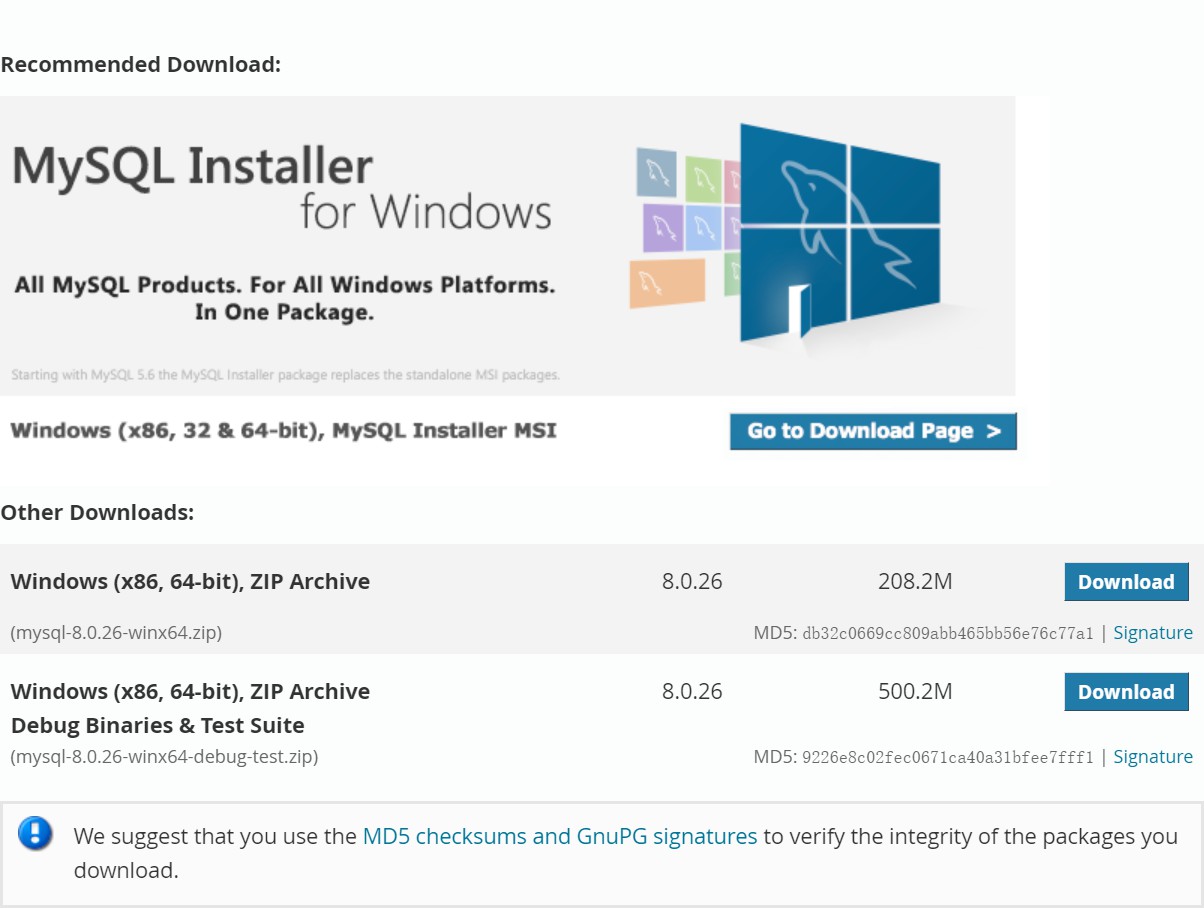 Recommended Download:
MySQL Installer
for Windows
All MySQL Products. For All Windows Platforms.
In One Package.
Starting with MySQL 5.6 the MySQL Installer package replaces the standalone MSI packages.
Windows (x86, 32 & 64-bit), MySQL Installer MSI
Go to Download Page >
Other Downloads:
Windows (x86, 64-bit), ZIP Archive 8.0.26 208.2M Download
(mysql-8.0.26-winx64.zip) MD5: db32c0669cc809abb465bb56e76c77a1 | Signature
Windows (x86, 64-bit), ZIP Archive 8.0.26 500.2M Download
Debug Binaries & Test Suite
(mysql-8.0.26-winx64-debug-test.zip) MD5: 9226e8c02fec0671ca40a31bfee7fff1 | Signature
We suggest that you use the MD5 checksums and GnuPG signatures to verify the integrity of the packages you
download.